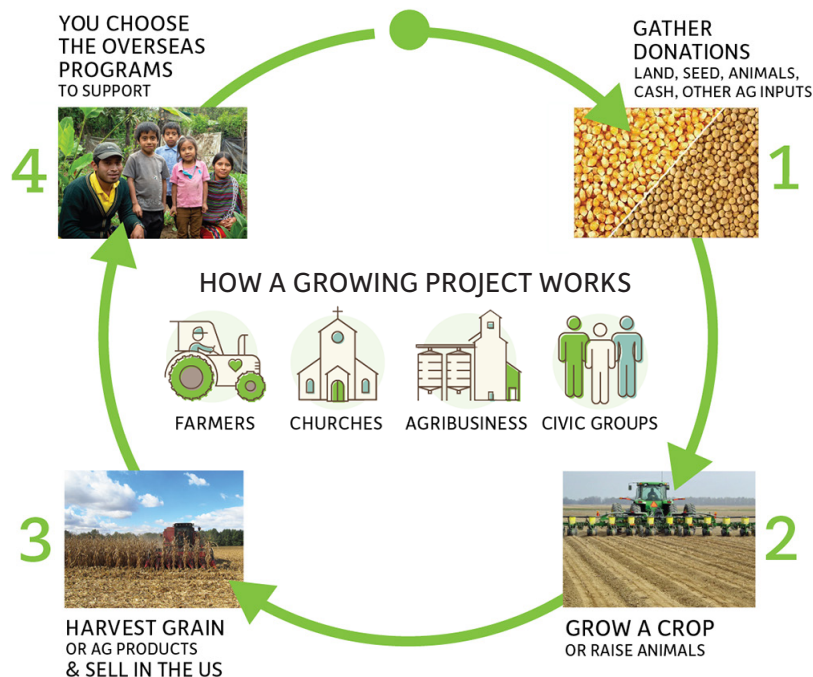 YOU CHOOSE
THE OVERSEAS
PROGRAMS
TO SUPPORT
4
GATHER
DONATIONS
LAND, SEED, ANIMALS,
CASH, OTHER AG INPUTS
1
HOW A GROWING PROJECT WORKS
FARMERS
CHURCHES
AGRIBUSINESS
CIVIC GROUPS
3
HARVEST GRAIN
OR AG PRODUCTS
& SELL IN THE US
2
GROW A CROP
OR RAISE ANIMALS